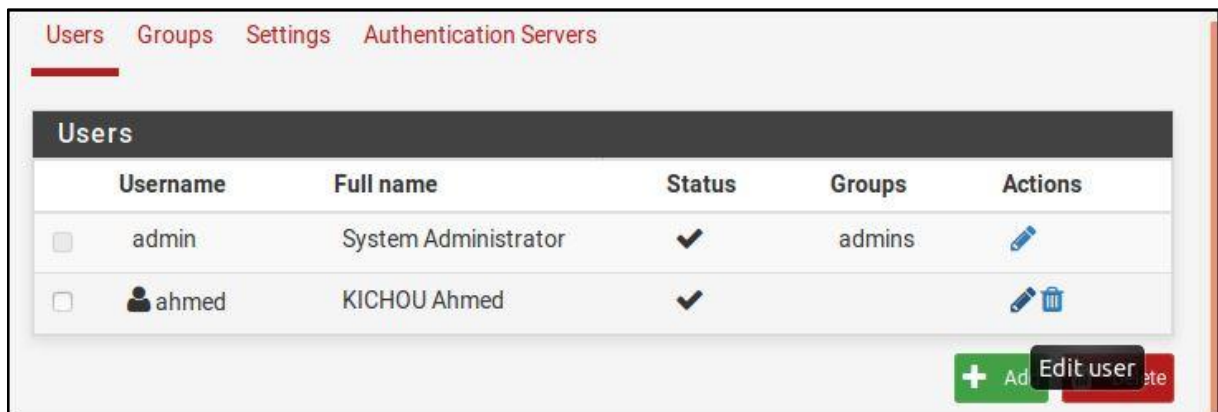 Users Groups Settings Authentication Servers
Users
Username Full name Status Groups Actions
admin System Administrator admins
ahmed KICHOU Ahmed
Edit user